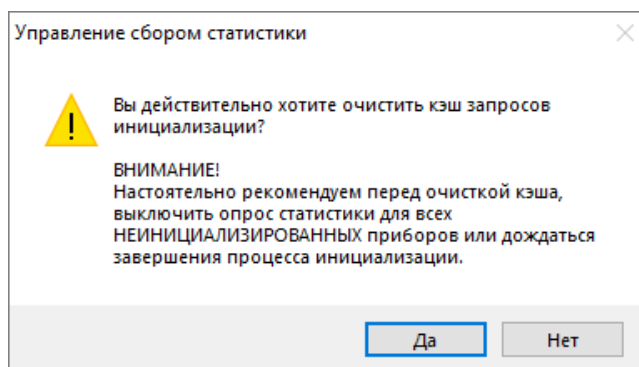 Управление сбором статистики
Вы действительно хотите очистить кэш запросов
инициализации?
ВНИМАНИЕ!
Настоятельно рекомендуем перед очисткой кэша,
выключить опрос статистики для всех
НЕИНИЦИАЛИЗИРОВАННЫХ приборов или дождаться
завершения процесса инициализации.
Да
Нет